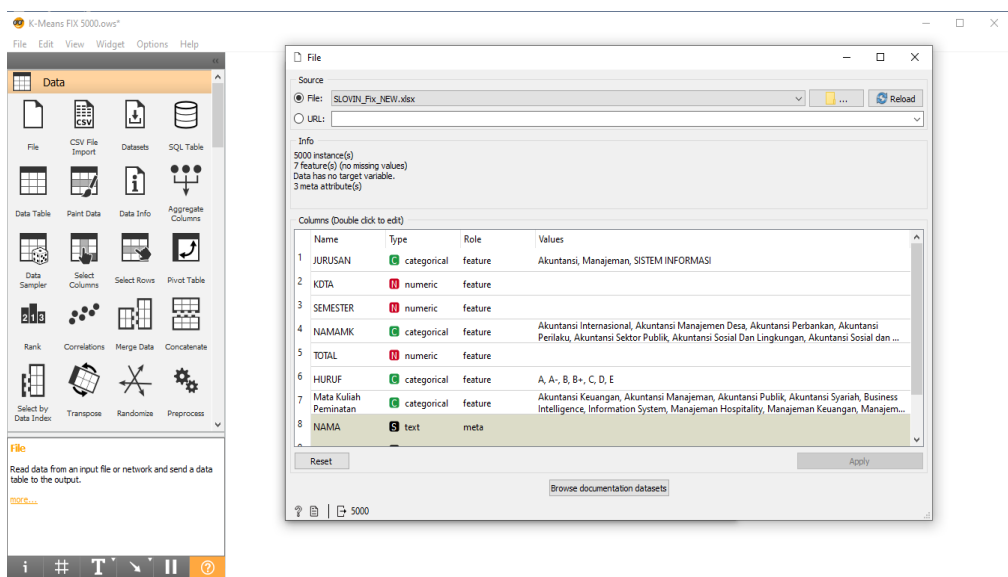 K-Means FIX 5000.ows*
File Edit View Widget Options Help
Data
File
CSV File
Import
Datasets
SQL Table
Data Table
Paint Data
Data Info
Aggregate
Columns
Data
Sampler
Select
Columns
Select Rows
Pivot Table
Rank
Correlations
Merge Data
Concatenate
Select by
Data Index
Transpose
Randomize
Preprocess
File
Read data from an input file or network and send a data
table to the output.
more...
File
Source
File: SLOVIN_Fix_NEW.xlsx ... Reload
URL:
Info
5000 instance(s)
7 feature(s) (no missing values)
Data has no target variable.
3 meta attribute(s)
Columns (Double click to edit)
Name Type Role Values
1 JURUSAN C categorical feature Akuntansi, Manajeman, SISTEM INFORMASI
2 KDTA N numeric feature
3 SEMESTER N numeric feature
4 NAMAMK C categorical feature Akuntansi Internasional, Akuntansi Manajemen Desa, Akuntansi Perbankan, Akuntansi
Perilaku, Akuntansi Sektor Publik, Akuntansi Sosial Dan Lingkungan, Akuntansi Sosial dan ...
5 TOTAL N numeric feature
6 HURUF C categorical feature A, A-, B, B+, C, D, E
7 Mata Kuliah
Peminatan C categorical feature Akuntansi Keuangan, Akuntansi Manajeman, Akuntansi Publik, Akuntansi Syariah, Business
Intelligence, Information System, Manajeman Hospitality, Manajeman Keuangan, Manajem...
8 NAMA S text meta
Reset Apply
Browse documentation datasets
? 5000
i # T ?